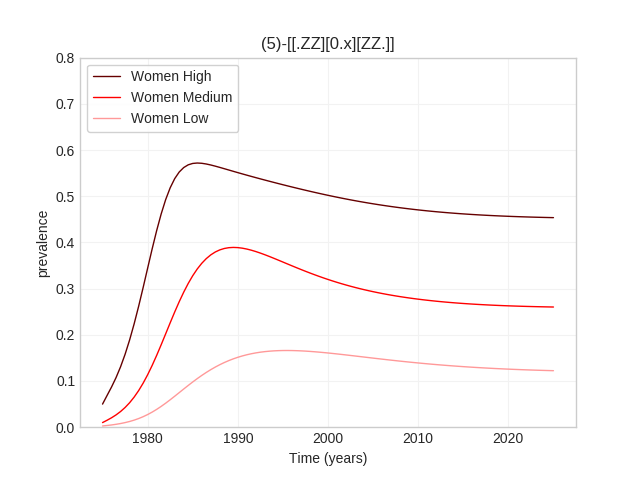 (5)-[[.ZZ][0.x][ZZ.]]
Women High
Women Medium
Women Low
prevalence
0.8
0.7
0.6
0.5
0.4
0.3
0.2
0.1
0.0
1980 1990 2000 2010 2020
Time (years)